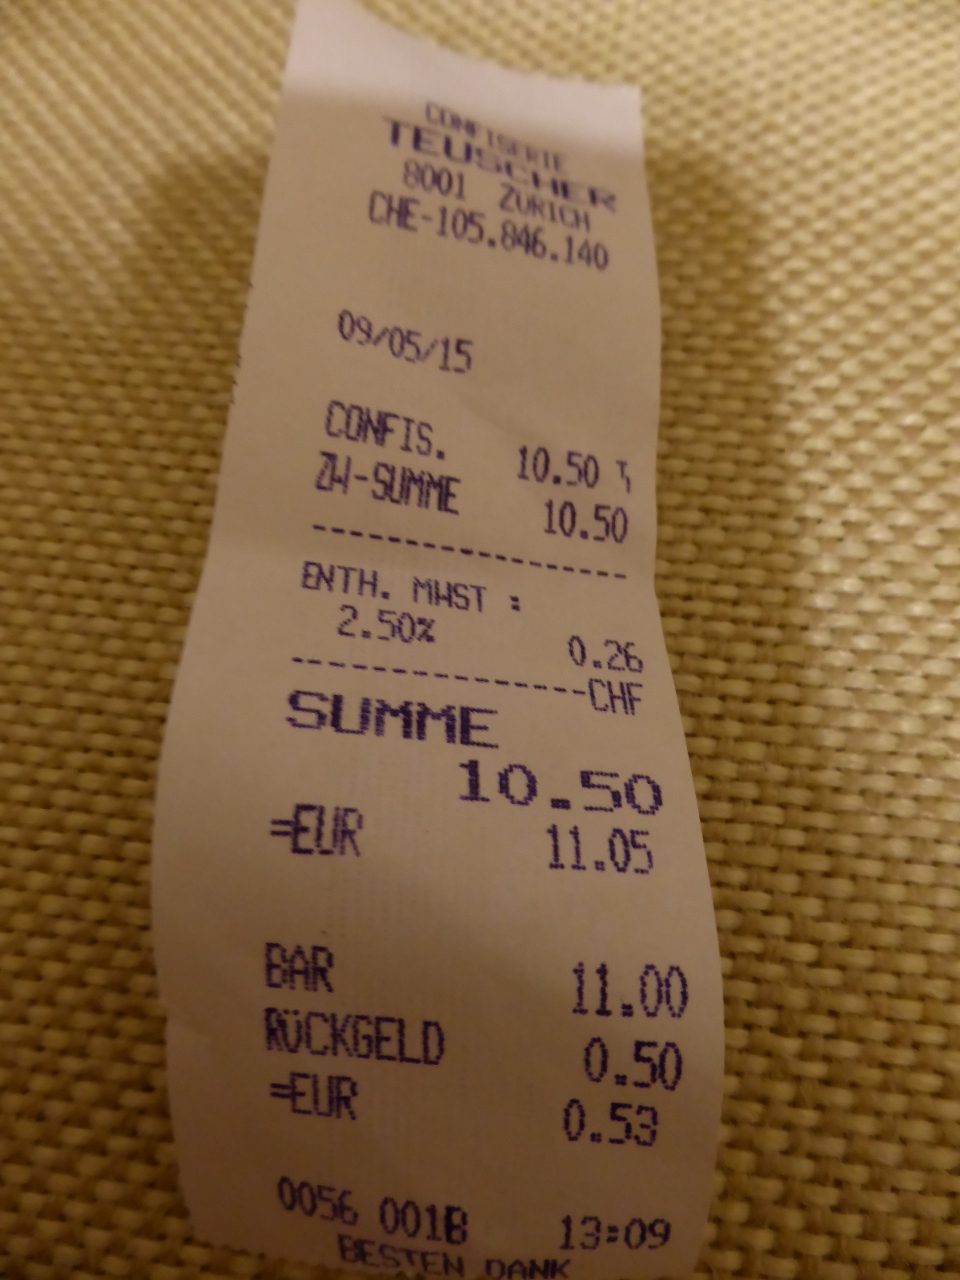 CONFISERIE
TEUSCHER
8001 ZÜRICH
CHE-105.846.140
09/05/15
CONFIS. 10.50
ZW-SUMME 10.50
ENTH. MWST :
2.50% 0.26
CHF
SUMME
10.50
=EUR 11.05
BAR 11.00
RÜCKGELD 0.50
=EUR 0.53
0056 001B 13:09
BESTEN DANK